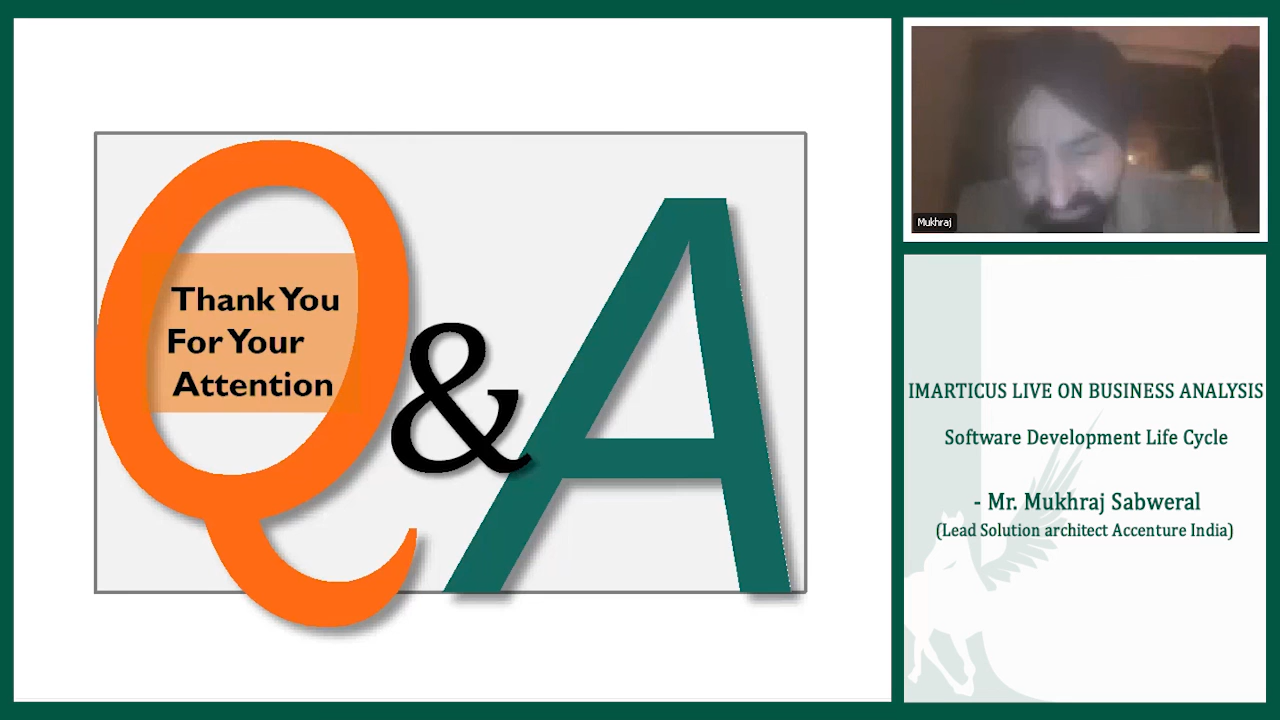 Q&A
Thank You
For Your
Attention
Mukhraj
IMARTICUS LIVE ON BUSINESS ANALYSIS
Software Development Life Cycle
- Mr. Mukhraj Sabweral
(Lead Solution architect Accenture India)